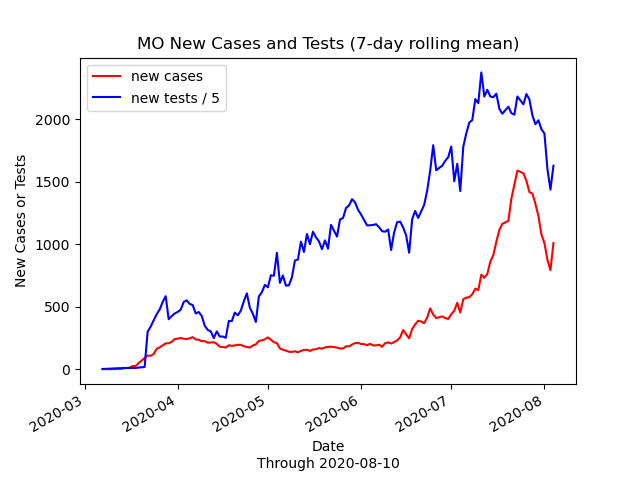 MO New Cases and Tests (7-day rolling mean)
new cases
new tests / 5
New Cases or Tests
2000
1500
1000
500
0
2020-03
2020-04
2020-05
2020-06
2020-07
2020-08
Date
Through 2020-08-10